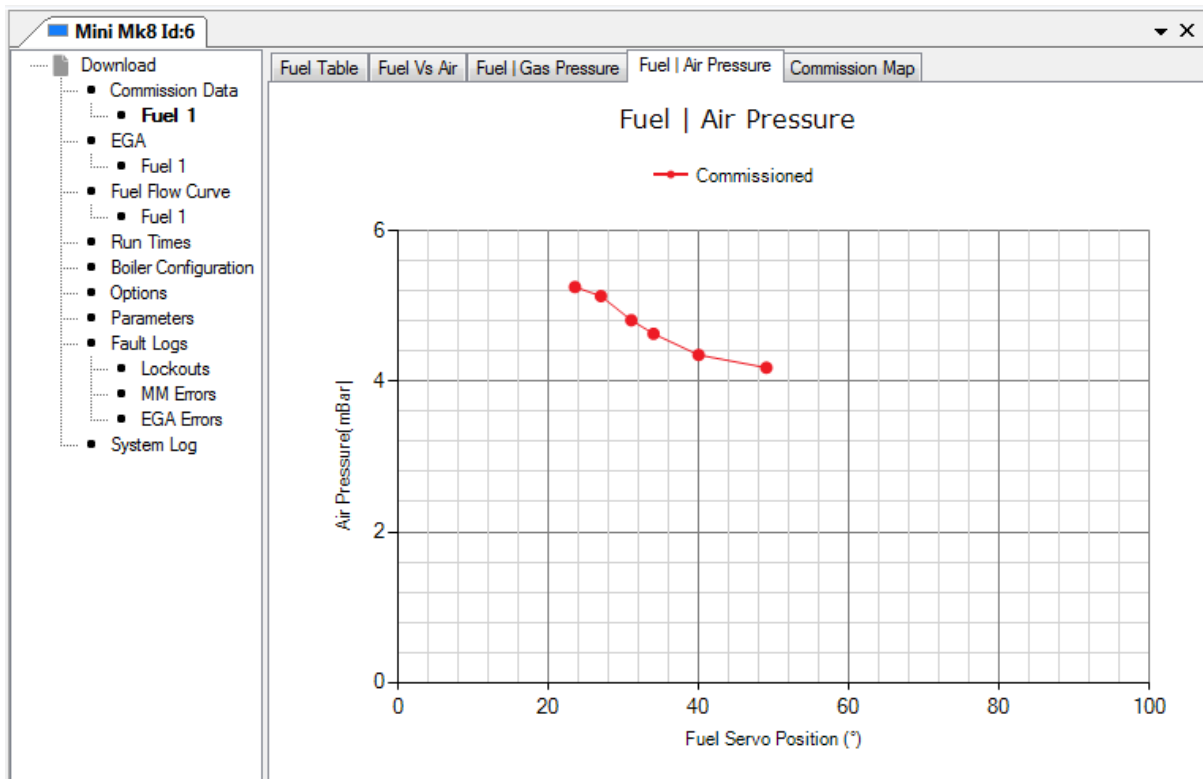 Mini Mk8 Id:6
Download
Commission Data
Fuel 1
EGA
Fuel 1
Fuel Flow Curve
Fuel 1
Run Times
Boiler Configuration
Options
Parameters
Fault Logs
Lockouts
MM Errors
EGA Errors
System Log
Fuel Table
Fuel Vs Air
Fuel | Gas Pressure
Fuel | Air Pressure
Commission Map
Fuel | Air Pressure
Commissioned
Air Pressure[mBar]
6
4
2
0
0 20 40 60 80 100
Fuel Servo Position (°)